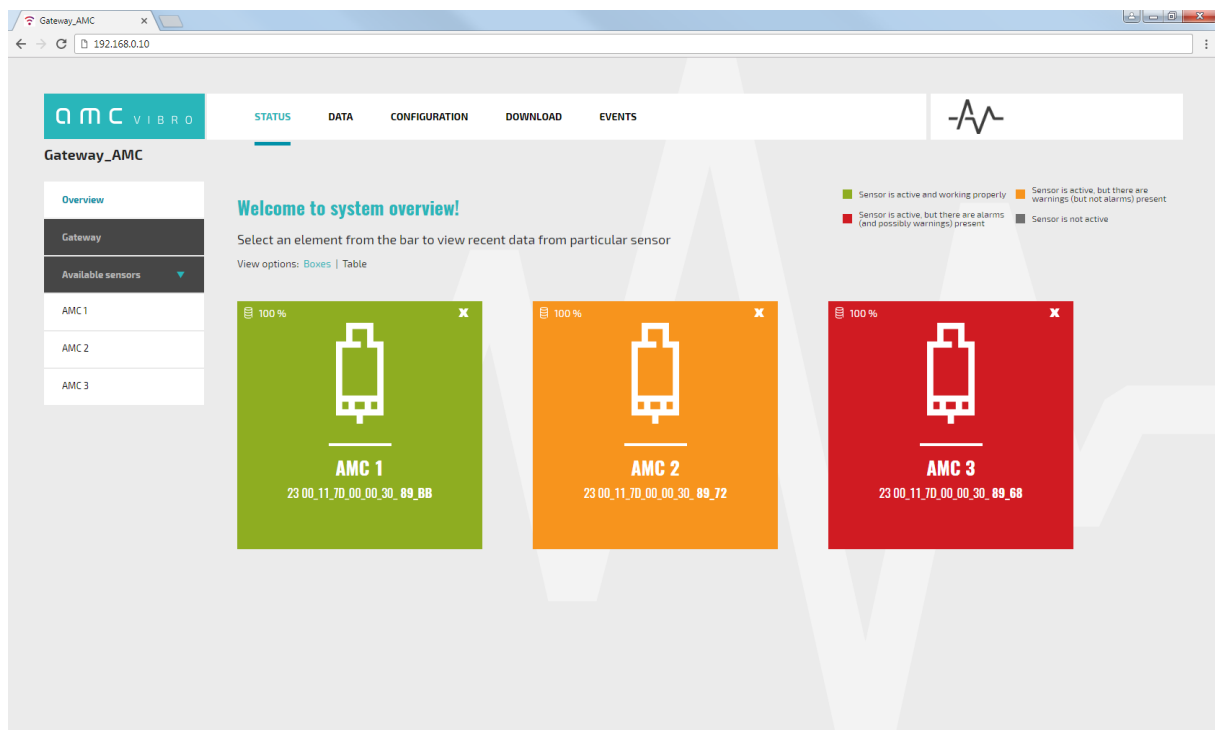 Gateway_AMC
192.168.0.10
amc VIBRO
STATUS DATA CONFIGURATION DOWNLOAD EVENTS
Gateway_AMC
Overview
Gateway
Available sensors
AMC 1
AMC 2
AMC 3
Welcome to system overview!
Select an element from the bar to view recent data from particular sensor
View options: Boxes | Table
Sensor is active and working properly
Sensor is active, but there are
warnings (but not alarms) present
Sensor is active, but there are alarms
(and possibly warnings) present
Sensor is not active
100 %
AMC 1
23 00_11_7D_00_00_30_ 89_BB
100 %
AMC 2
23 00_11_7D_00_00_30_ 89_72
100 %
AMC 3
23 00_11_7D_00_00_30_ 89_68